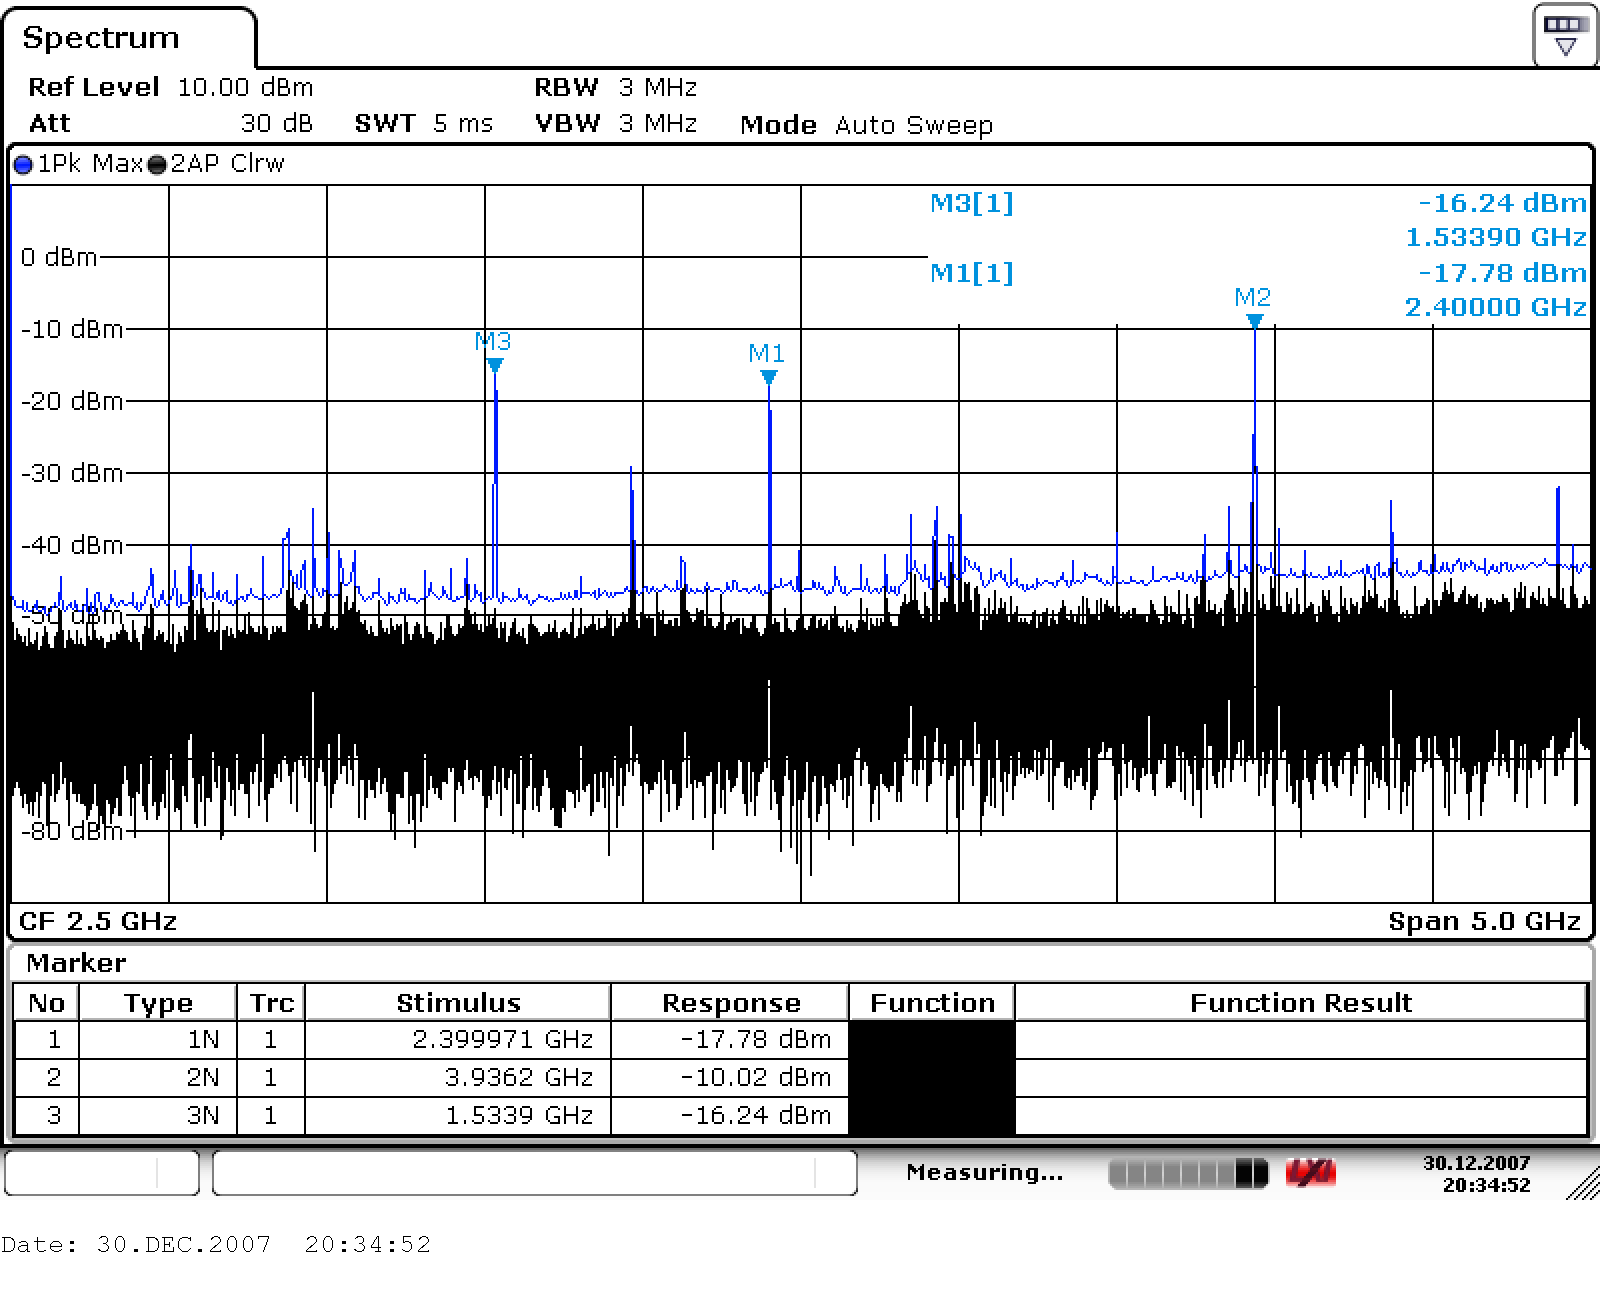 Spectrum
Ref Level 10.00 dBm RBW 3 MHz
Att 30 dB SWT 5 ms VBW 3 MHz Mode Auto Sweep
1Pk Max 2AP Clrw
M3[1] -16.24 dBm
1.53390 GHz
0 dBm
M1[1] -17.78 dBm
2.40000 GHz
M2
-10 dBm
M3
M1
-20 dBm
-30 dBm
-40 dBm
-50 dBm
-80 dBm
CF 2.5 GHz Span 5.0 GHz
Marker
No Type Trc Stimulus Response Function Function Result
1 1N 1 2.399971 GHz -17.78 dBm
2 2N 1 3.9362 GHz -10.02 dBm
3 3N 1 1.5339 GHz -16.24 dBm
Measuring... LXI 30.12.2007
20:34:52
Date: 30.DEC.2007 20:34:52